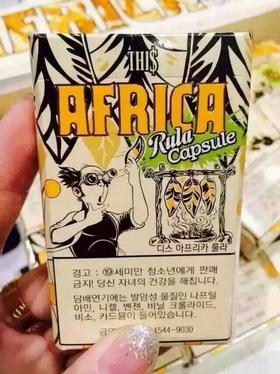 THI$
AFRICA
Rula
Capsule
디스 아프리카 룰라
경고 : ⑲세미만 청소년에게 판매
금지! 당신 자녀의 건강을 해칩니다.
담배연기에는 발암성 물질인 나프틸
아민, 니켈, 벤젠, 비닐 크롤라이드,
비소, 카드뮴이 들어있습니다.
금연
1544-9030